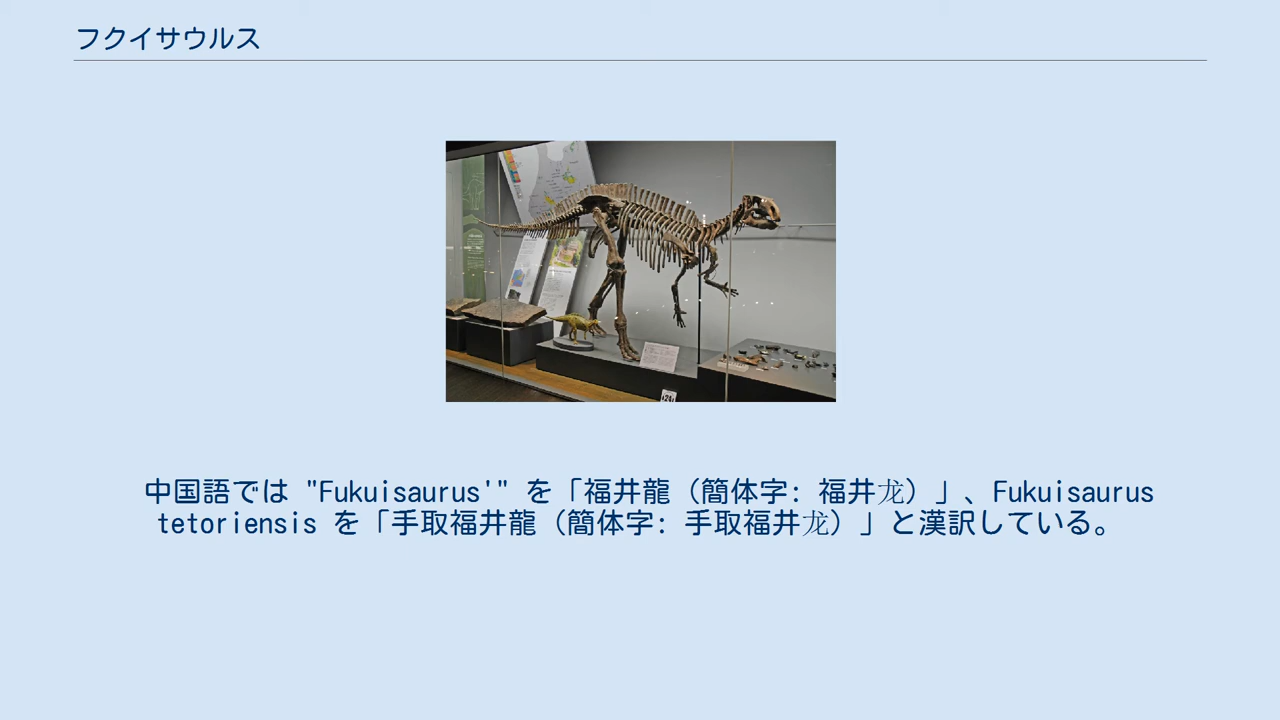 フクイサウルス
中国語では "Fukuisaurus'" を「福井龍（簡体字: 福井龙）」、Fukuisaurus
tetoriensis を「手取福井龍（簡体字: 手取福井龙）」と漢訳している。